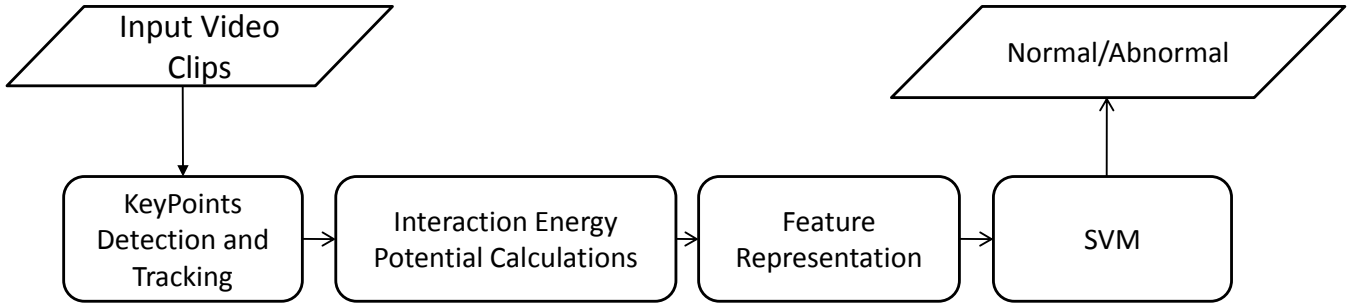 Input Video
Clips
Normal/Abnormal
KeyPoints
Detection and
Tracking
Interaction Energy
Potential Calculations
Feature
Representation
SVM